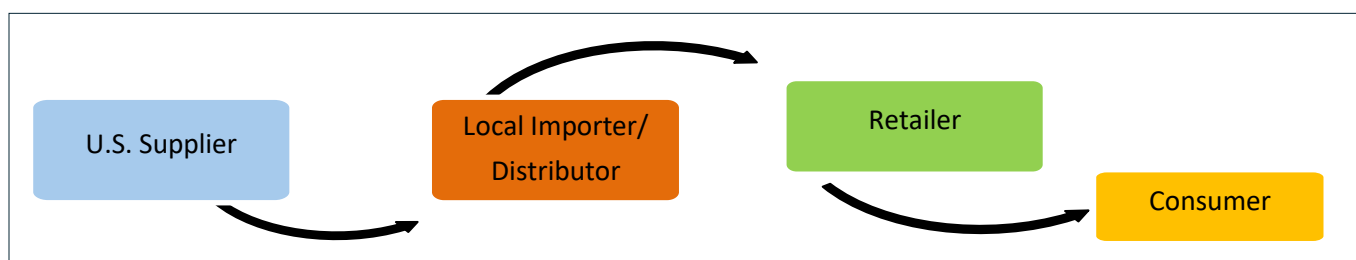 U.S. Supplier
Local Importer/
Distributor
Retailer
Consumer